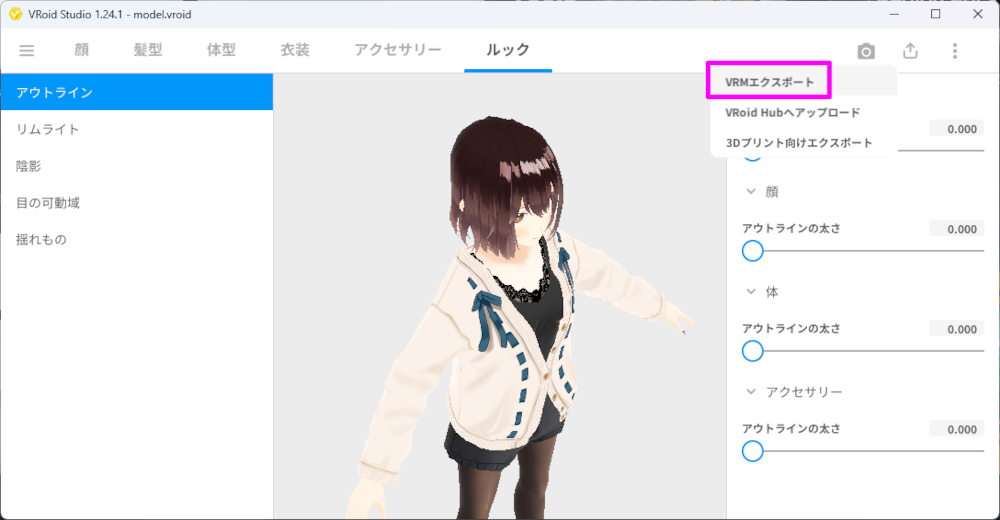 VRoid Studio 1.24.1 - model.vroid
顔 髪型 体型 衣装 アクセサリー ルック
アウトライン
リムライト
陰影
目の可動域
揺れもの
VRMエクスポート
VRoid Hubへアップロード
3Dプリント向けエクスポート
0.000
顔
アウトラインの太さ 0.000
体
アウトラインの太さ 0.000
アクセサリー
アウトラインの太さ 0.000